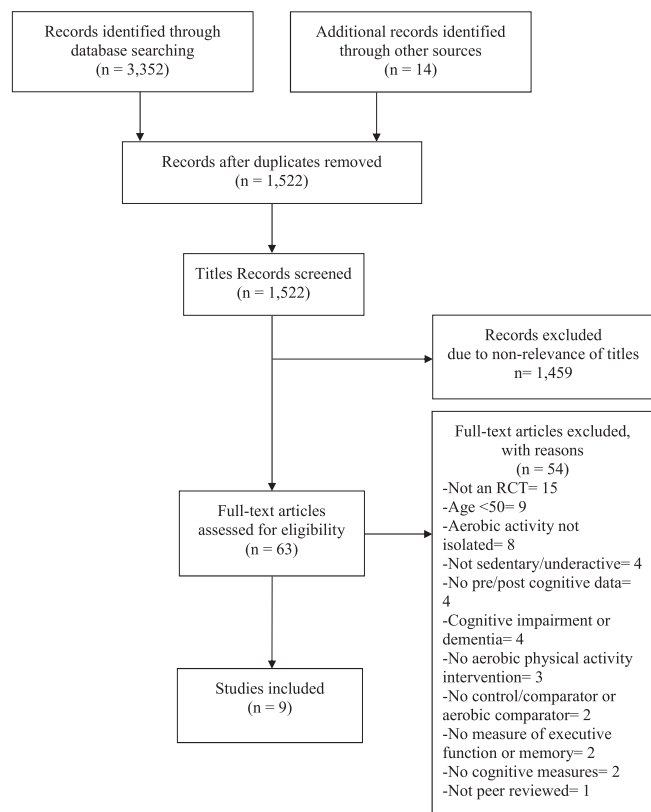 Records identified through
database searching
(n = 3,352)
Additional records identified
through other sources
(n = 14)
Records after duplicates removed
(n = 1,522)
Titles Records screened
(n = 1,522)
Records excluded
due to non-relevance of titles
n= 1,459
Full-text articles
assessed for eligibility
(n = 63)
Full-text articles excluded,
with reasons
(n = 54)
-Not an RCT= 15
-Age <50= 9
-Aerobic activity not
isolated= 8
-Not sedentary/underactive= 4
-No pre/post cognitive data=
4
-Cognitive impairment or
dementia= 4
-No aerobic physical activity
intervention= 3
-No control/comparator or
aerobic comparator= 2
-No measure of executive
function or memory= 2
-No cognitive measures= 2
-Not peer reviewed= 1
Studies included
(n = 9)